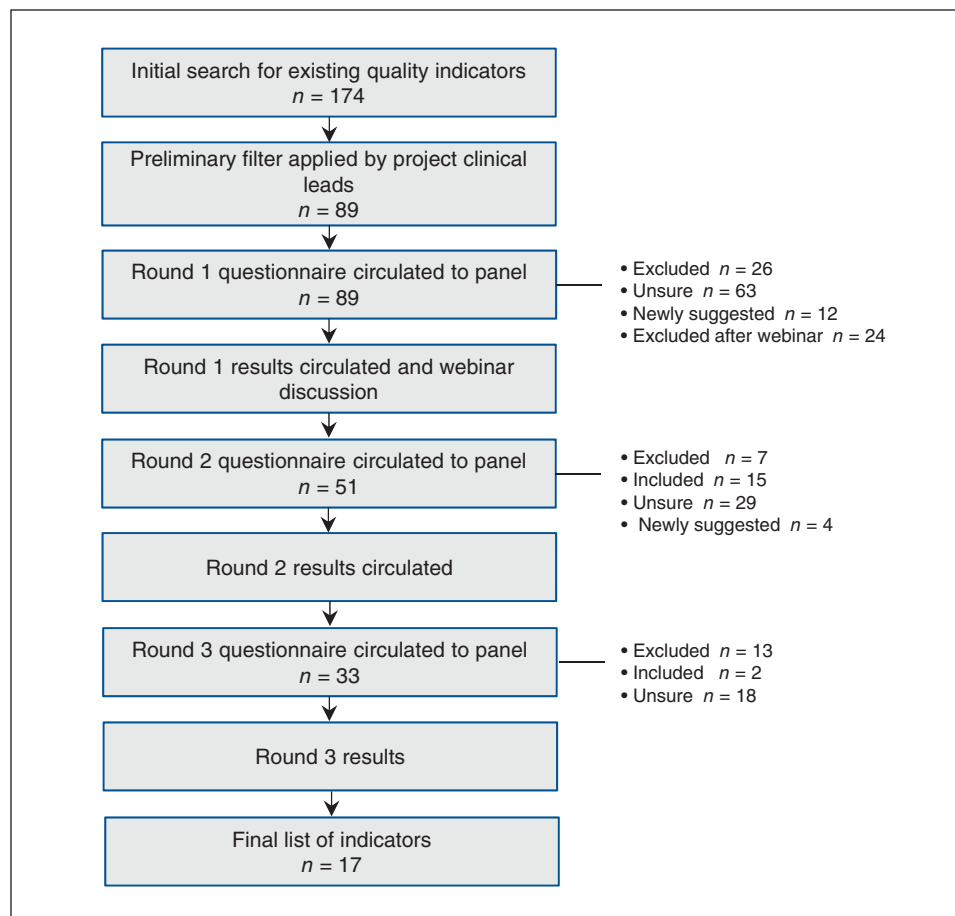 Initial search for existing quality indicators
n = 174
Preliminary filter applied by project clinical
leads
n = 89
Round 1 questionnaire circulated to panel
n = 89
• Excluded n = 26
• Unsure n = 63
• Newly suggested n = 12
• Excluded after webinar n = 24
Round 1 results circulated and webinar
discussion
Round 2 questionnaire circulated to panel
n = 51
• Excluded n = 7
• Included n = 15
• Unsure n = 29
• Newly suggested n = 4
Round 2 results circulated
Round 3 questionnaire circulated to panel
n = 33
• Excluded n = 13
• Included n = 2
• Unsure n = 18
Round 3 results
Final list of indicators
n = 17